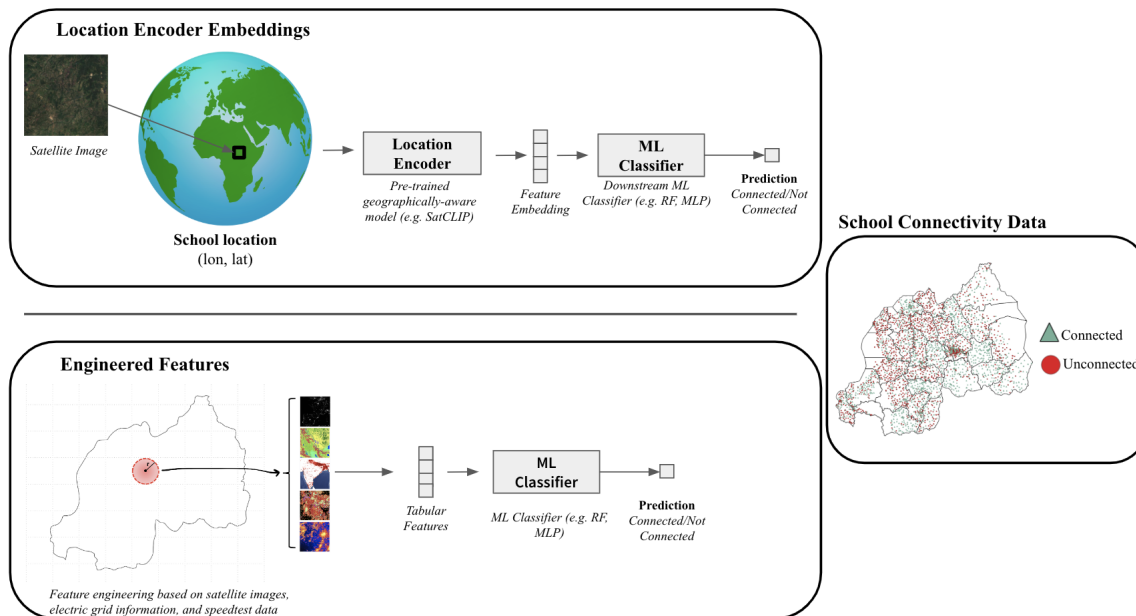 Location Encoder Embeddings
Satellite Image
School location
(lon, lat)
Location
Encoder
Pre-trained
geographically-aware
model (e.g. SatCLIP)
Feature
Embedding
ML
Classifier
Downstream ML
Classifier (e.g. RF, MLP)
Prediction
Connected/Not
Connected
School Connectivity Data
Connected
Unconnected
Engineered Features
r
Feature engineering based on satellite images,
electric grid information, and speedtest data
Tabular
Features
ML
Classifier
ML Classifier (e.g. RF,
MLP)
Prediction
Connected/Not
Connected